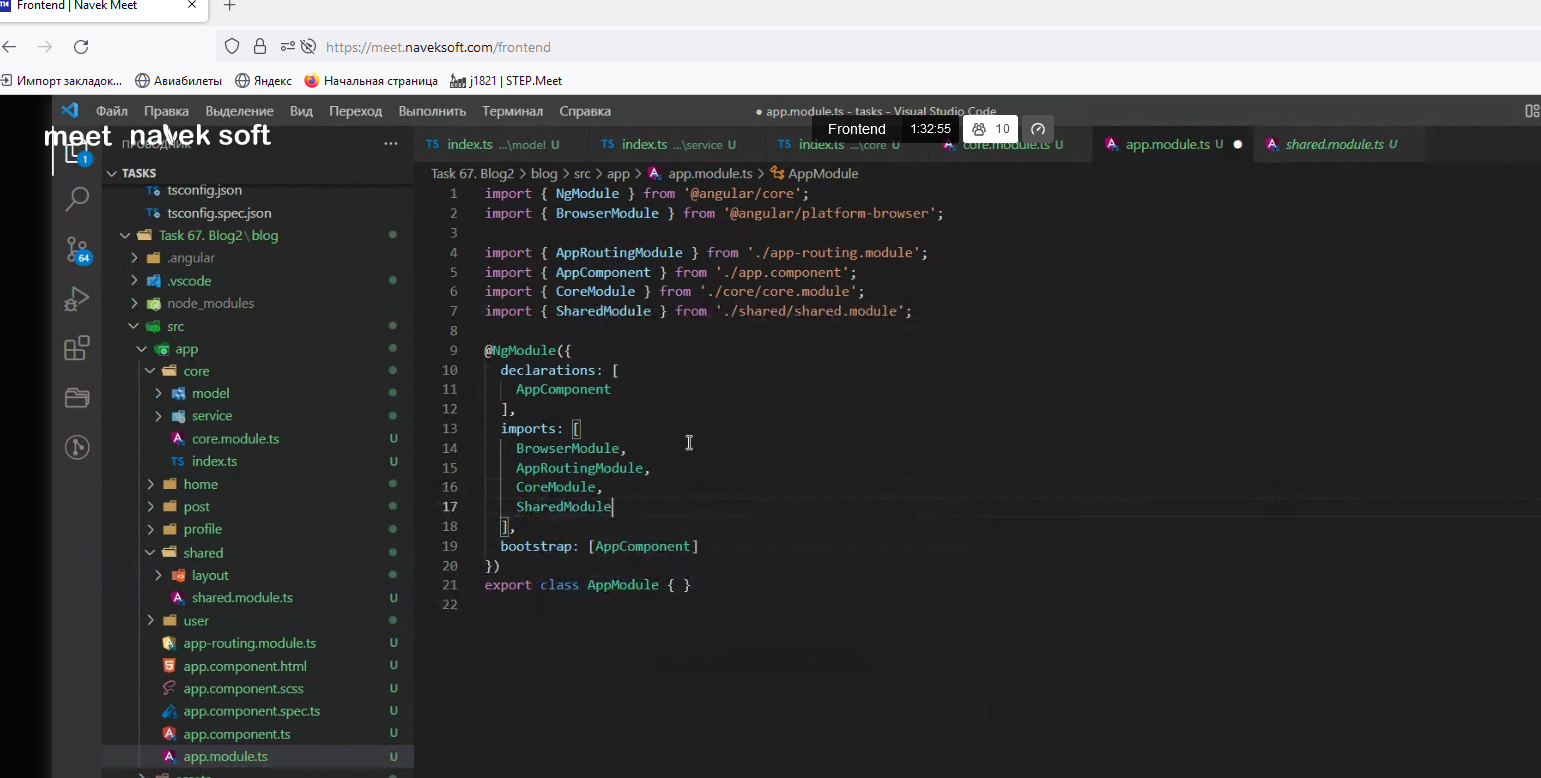 Frontend | Navek Meet
https://meet.naveksoft.com/frontend
Импорт закладок... Авиабилеты Яндекс Начальная страница j1821 | STEP.Meet
Файл Правка Выделение Вид Переход Выполнить Терминал Справка
● app.module.ts - tasks - Visual Studio Code
meet navek soft
Frontend 1:32:55 10
ПРОВОДНИК ...
index.ts ...\model U
index.ts ...\service U
index.ts ...\core U
core.module.ts U
app.module.ts U
shared.module.ts U
Task 67. Blog2 > blog > src > app > app.module.ts > AppModule
1
64
TASKS
tsconfig.json
tsconfig.spec.json
Task 67. Blog2\blog
.angular
.vscode
node_modules
src
app
core
model
service
core.module.ts U
index.ts U
home
post
profile
shared
layout
shared.module.ts U
user
app-routing.module.ts U
app.component.html U
app.component.scss U
app.component.spec.ts U
app.component.ts U
app.module.ts U
1 import { NgModule } from '@angular/core';
2 import { BrowserModule } from '@angular/platform-browser';
3
4 import { AppRoutingModule } from './app-routing.module';
5 import { AppComponent } from './app.component';
6 import { CoreModule } from './core/core.module';
7 import { SharedModule } from './shared/shared.module';
8
9 @NgModule({
10 declarations: [
11 AppComponent
12 ],
13 imports: [
14 BrowserModule,
15 AppRoutingModule,
16 CoreModule,
17 SharedModule
18 ],
19 bootstrap: [AppComponent]
20 })
21 export class AppModule { }
22